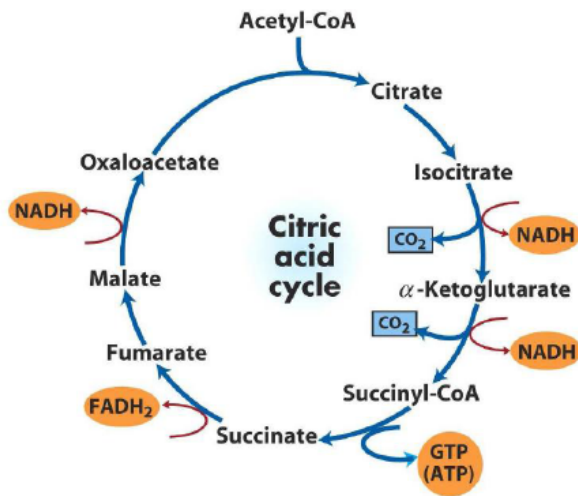 Acetyl-CoA
Citrate
Isocitrate
CO₂
NADH
α-Ketoglutarate
CO₂
NADH
Succinyl-CoA
GTP
(ATP)
Succinate
FADH₂
Fumarate
Malate
NADH
Oxaloacetate
Citric
acid
cycle